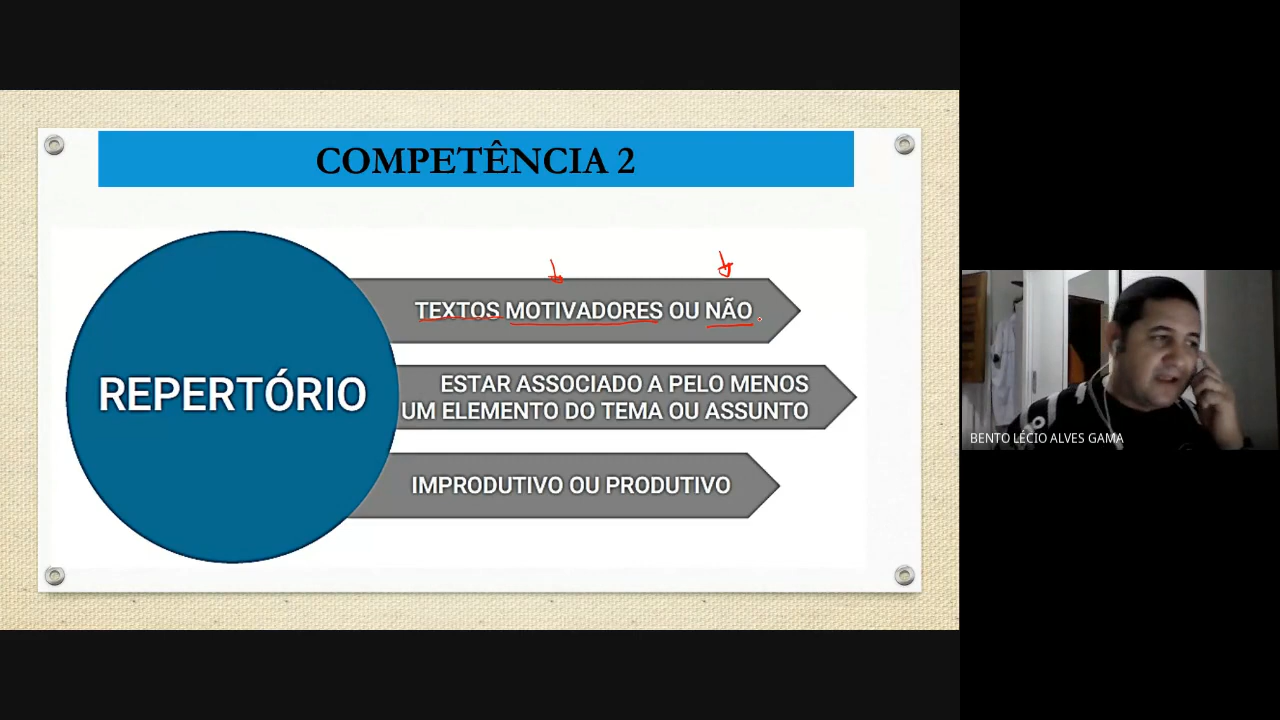 COMPETÊNCIA 2
REPERTÓRIO
TEXTOS MOTIVADORES OU NÃO
ESTAR ASSOCIADO A PELO MENOS
UM ELEMENTO DO TEMA OU ASSUNTO
IMPRODUTIVO OU PRODUTIVO
BENTO LÉCIO ALVES GAMA